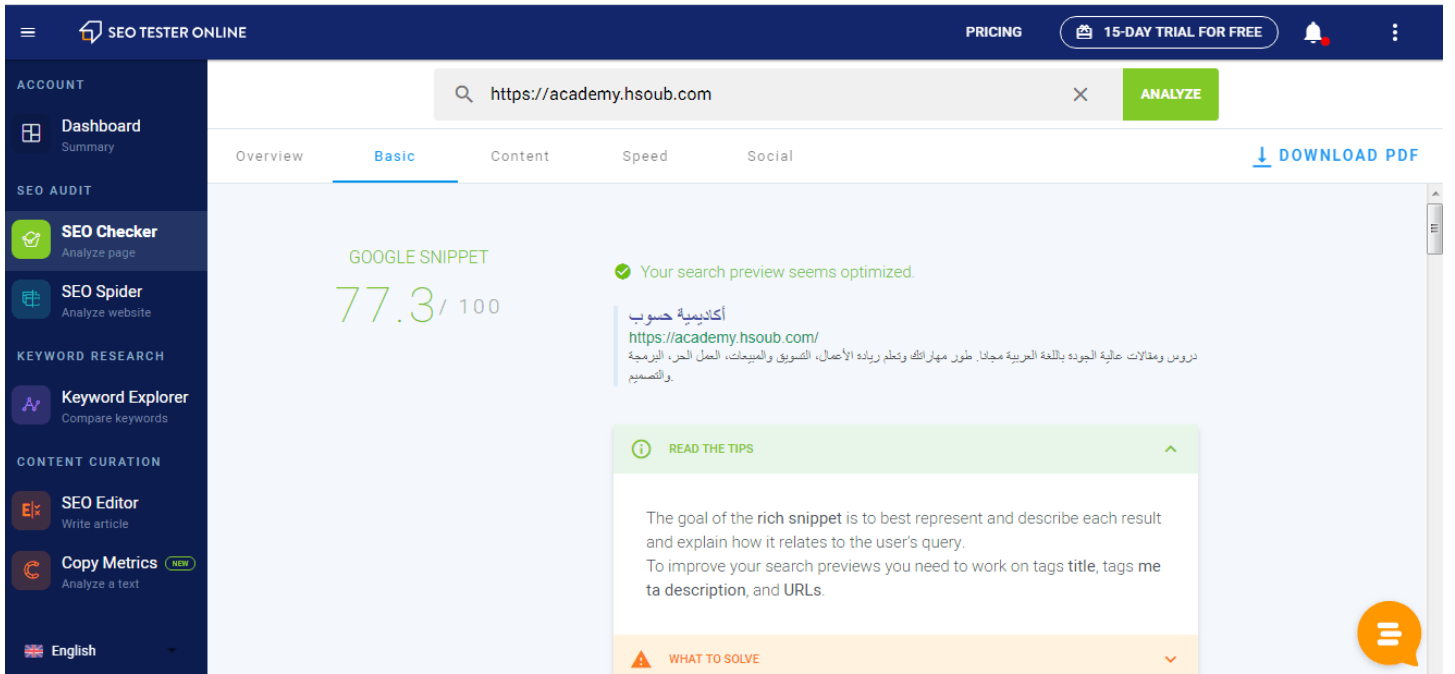 SEO TESTER ONLINE
PRICING
15-DAY TRIAL FOR FREE
ACCOUNT
Dashboard
Summary
SEO AUDIT
SEO Checker
Analyze page
SEO Spider
Analyze website
KEYWORD RESEARCH
Keyword Explorer
Compare keywords
CONTENT CURATION
SEO Editor
Write article
Copy Metrics NEW
Analyze a text
English
https://academy.hsoub.com
ANALYZE
Overview Basic Content Speed Social
DOWNLOAD PDF
GOOGLE SNIPPET
77.3/ 100
Your search preview seems optimized.
أكاديمية حسوب
https://academy.hsoub.com/
دروس ومقالات عالية الجودة باللغة العربية مجانا. طور مهاراتك وتعلم ريادة الأعمال، التسويق والمبيعات، العمل الحر، البرمجة
والتصميم.
READ THE TIPS
The goal of the rich snippet is to best represent and describe each result
and explain how it relates to the user's query.
To improve your search previews you need to work on tags title, tags me
ta description, and URLs.
WHAT TO SOLVE